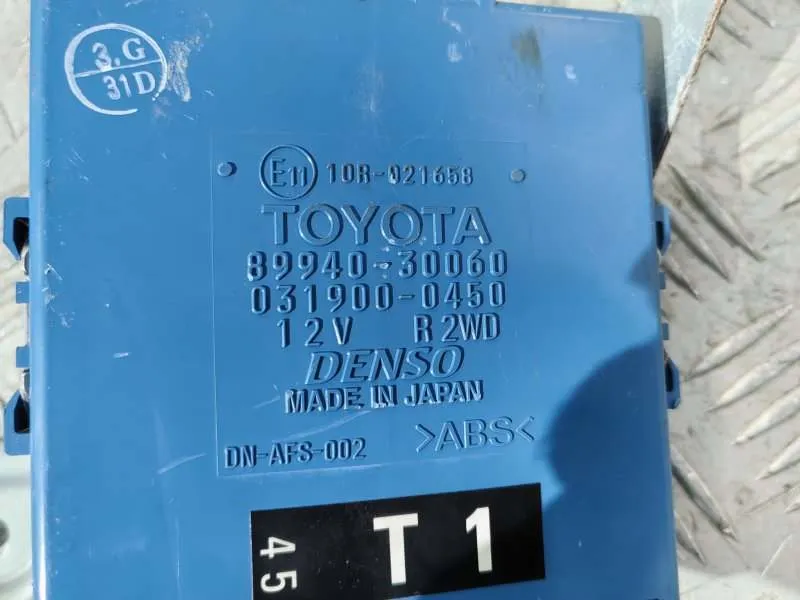 3.G
31D
E11 10R-021658
TOYOTA
89940-30060
031900-0450
12V R 2WD
DENSO
MADE IN JAPAN
DN-AFS-002 >ABS<
45 T1